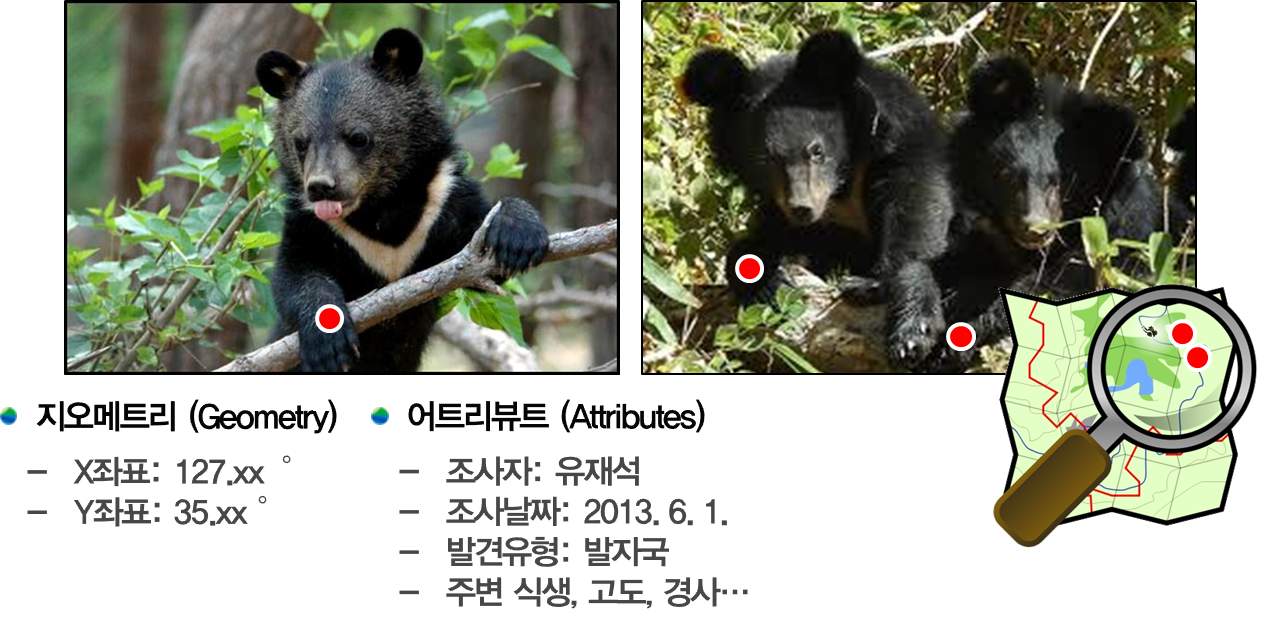 지오메트리 (Geometry)
– X좌표: 127.xx °
– Y좌표: 35.xx °
어트리뷰트 (Attributes)
– 조사자: 유재석
– 조사날짜: 2013. 6. 1.
– 발견유형: 발자국
– 주변 식생, 고도, 경사…